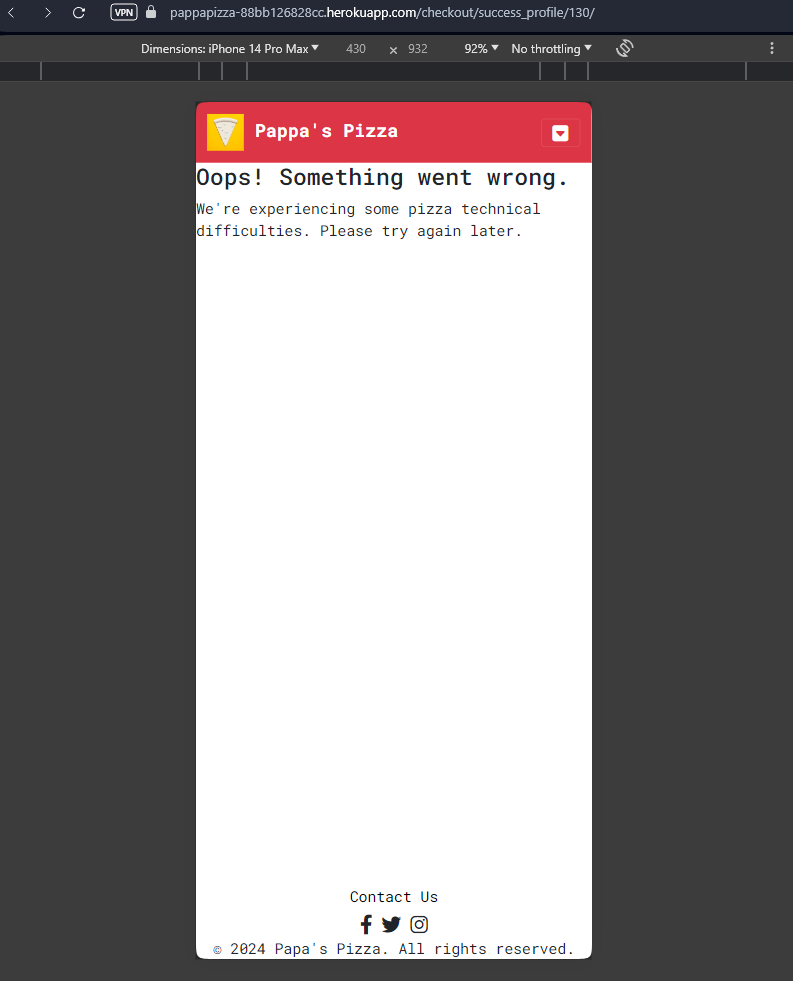 VPN pappapizza-88bb126828cc.herokuapp.com/checkout/success_profile/130/
Dimensions: iPhone 14 Pro Max 430 × 932 92% No throttling
Pappa's Pizza
Oops! Something went wrong.
We're experiencing some pizza technical
difficulties. Please try again later.
Contact Us
© 2024 Papa's Pizza. All rights reserved.